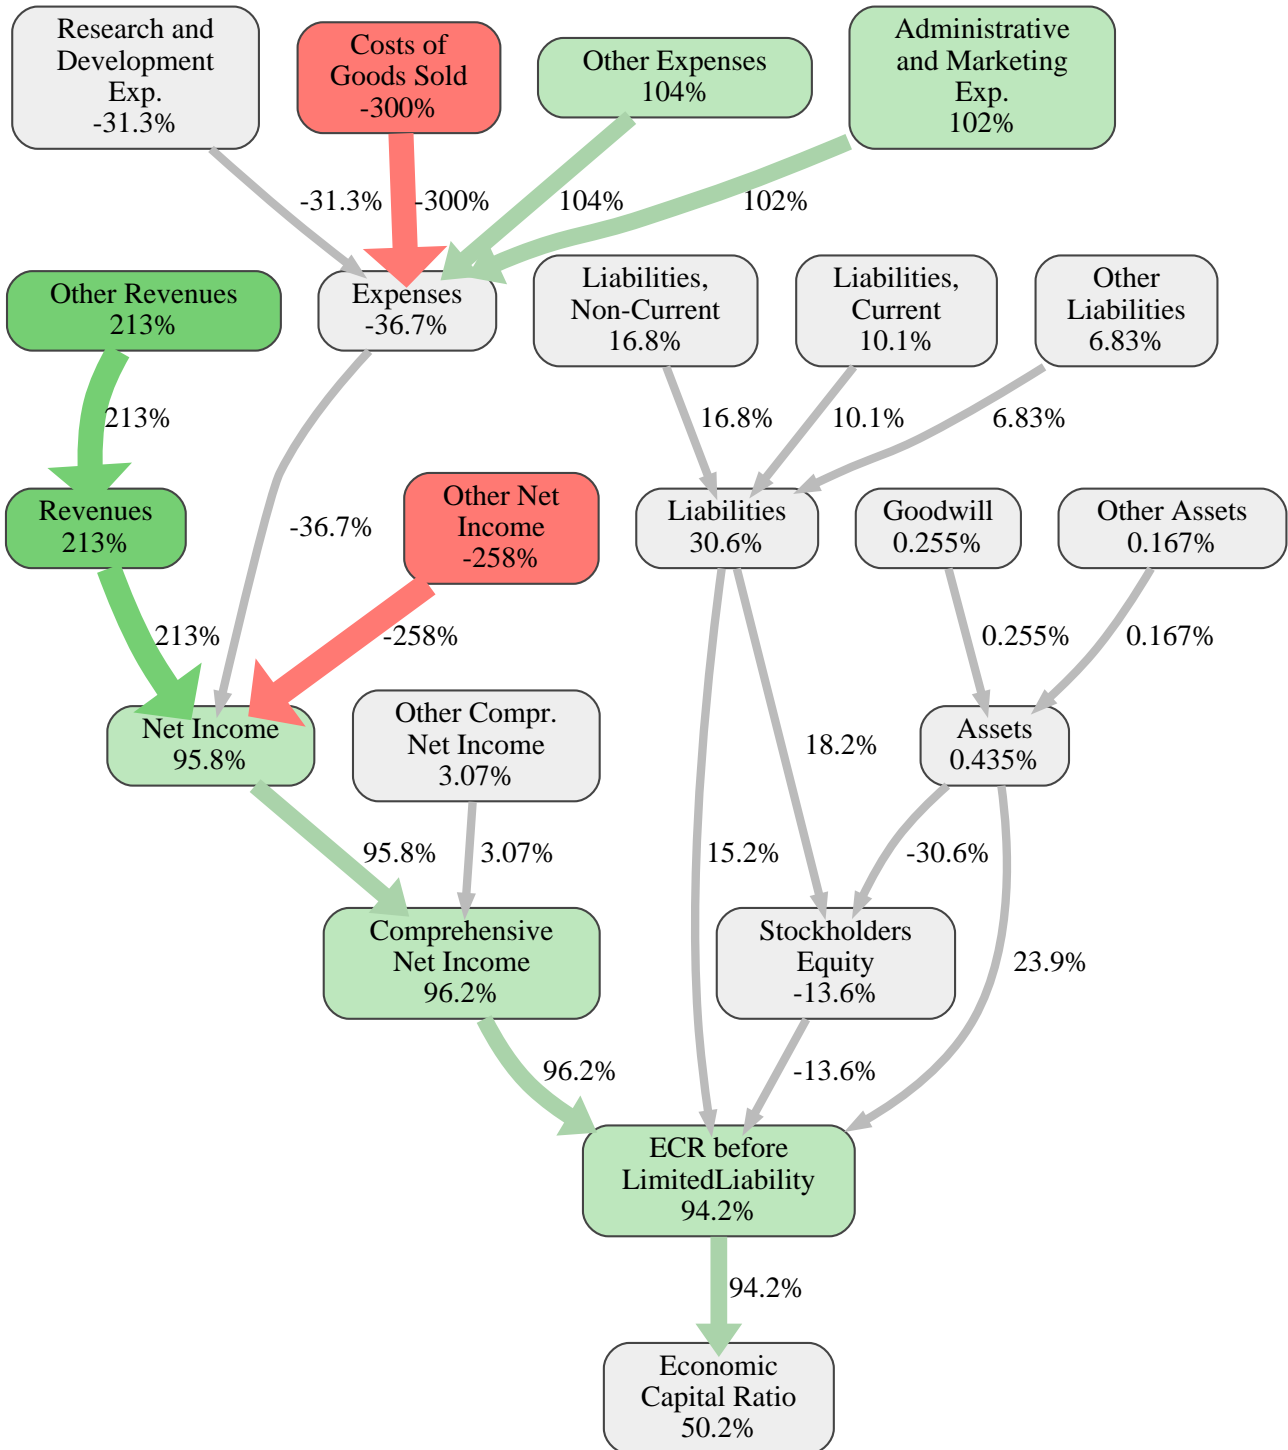 Research and
Development
Exp.
-31.3%
Costs of
Goods Sold
-300%
Other Expenses
104%
Administrative
and Marketing
Exp.
102%
-31.3%
-300%
104%
102%
Other Revenues
213%
Expenses
-36.7%
Liabilities,
Non-Current
16.8%
Liabilities,
Current
10.1%
Other
Liabilities
6.83%
213%
16.8%
10.1%
6.83%
Revenues
213%
-36.7%
Other Net
Income
-258%
Liabilities
30.6%
Goodwill
0.255%
Other Assets
0.167%
213%
-258%
0.255%
0.167%
Net Income
95.8%
Other Compr.
Net Income
3.07%
18.2%
Assets
0.435%
95.8%
3.07%
15.2%
-30.6%
Comprehensive
Net Income
96.2%
Stockholders
Equity
-13.6%
23.9%
96.2%
-13.6%
ECR before
LimitedLiability
94.2%
94.2%
Economic
Capital Ratio
50.2%